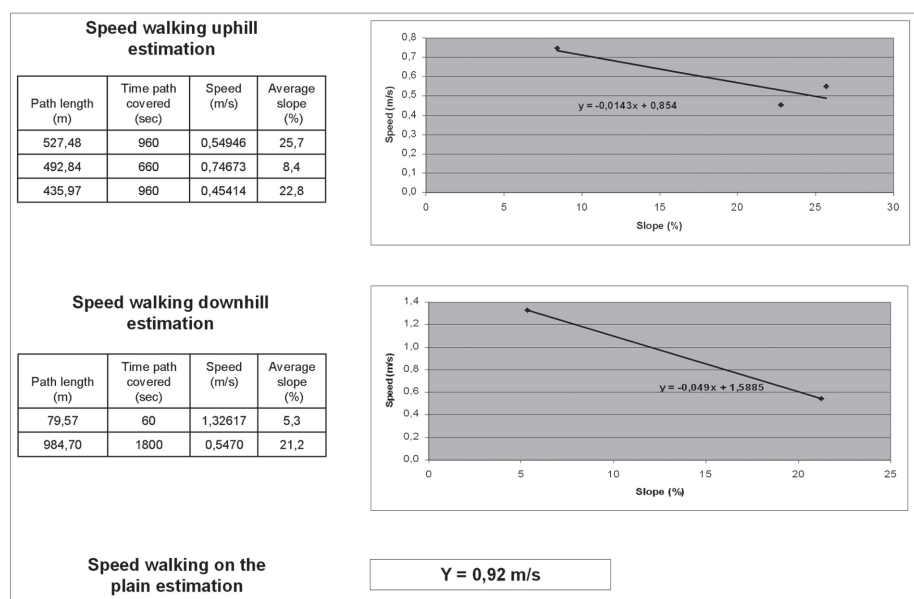 Speed walking uphill
estimation
Path length
(m)
Time path
covered
(sec)
Speed
(m/s)
Average
slope
(%)
527,48 960 0,54946 25,7
492,84 660 0,74673 8,4
435,97 960 0,45414 22,8
0,8
0,7
0,6
0,5
0,4
0,3
0,2
0,1
0,0
Speed (m/s)
y = -0,0143x + 0,854
0 5 10 15 20 25 30
Slope (%)
Speed walking downhill
estimation
Path length
(m)
Time path
covered
(sec)
Speed
(m/s)
Average
slope
(%)
79,57 60 1,32617 5,3
984,70 1800 0,5470 21,2
1,4
1,2
1,0
0,8
0,6
0,4
0,2
0,0
Speed (m/s)
y = -0,049x + 1,5885
0 5 10 15 20 25
Slope (%)
Speed walking on the
plain estimation
Y = 0,92 m/s